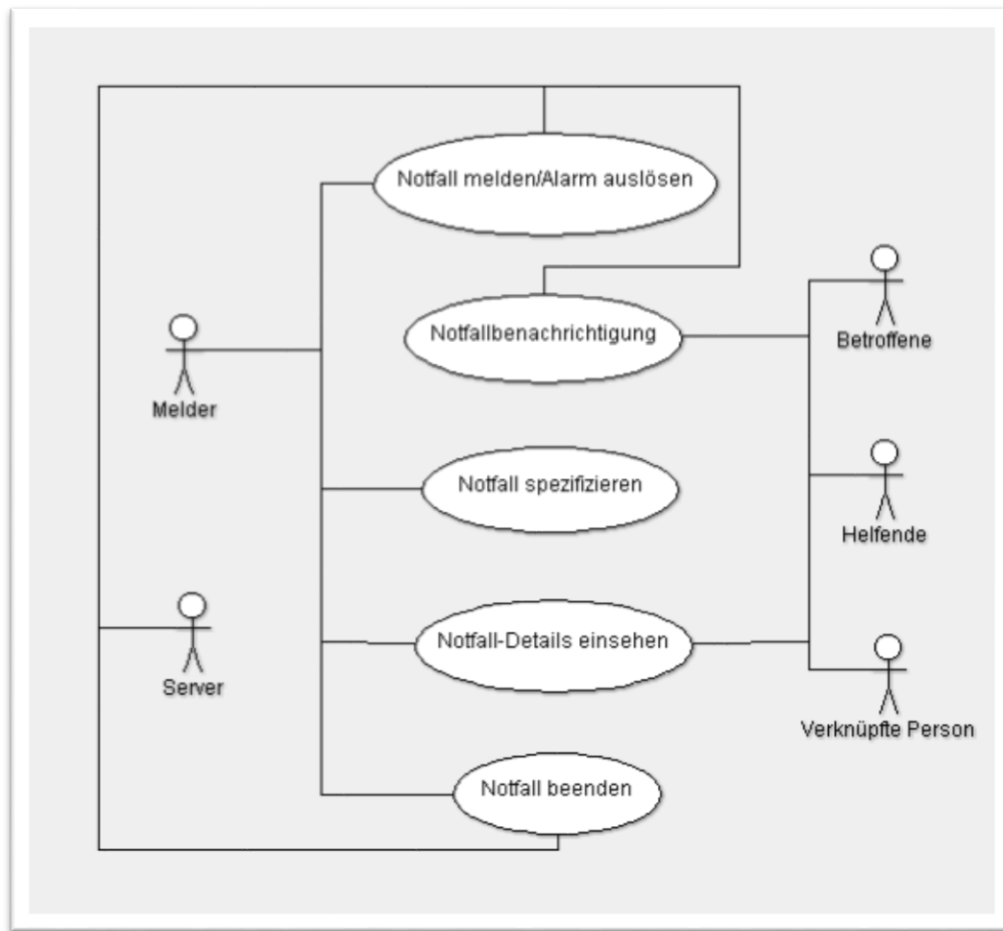 Notfall melden/Alarm auslösen
Notfallbenachrichtigung
Betroffene
Melder
Notfall spezifizieren
Helfende
Notfall-Details einsehen
Server
Verknüpfte Person
Notfall beenden